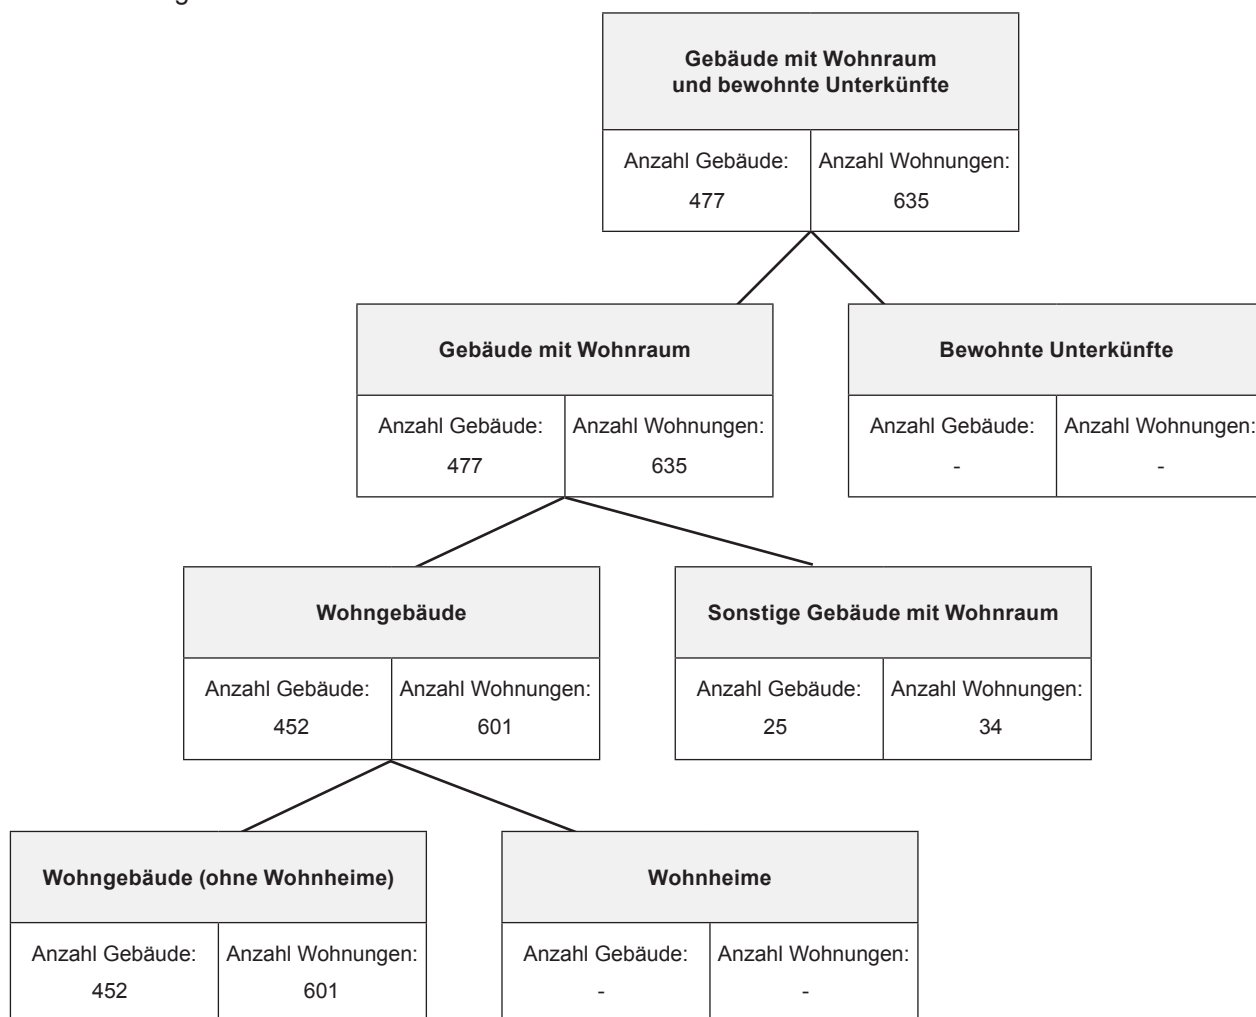 Gebäude mit Wohnraum
und bewohnte Unterkünfte
Anzahl Gebäude: Anzahl Wohnungen:
477 635
Gebäude mit Wohnraum
Anzahl Gebäude: Anzahl Wohnungen:
477 635
Bewohnte Unterkünfte
Anzahl Gebäude: Anzahl Wohnungen:
- -
Wohngebäude
Anzahl Gebäude: Anzahl Wohnungen:
452 601
Sonstige Gebäude mit Wohnraum
Anzahl Gebäude: Anzahl Wohnungen:
25 34
Wohngebäude (ohne Wohnheime)
Anzahl Gebäude: Anzahl Wohnungen:
452 601
Wohnheime
Anzahl Gebäude: Anzahl Wohnungen:
- -